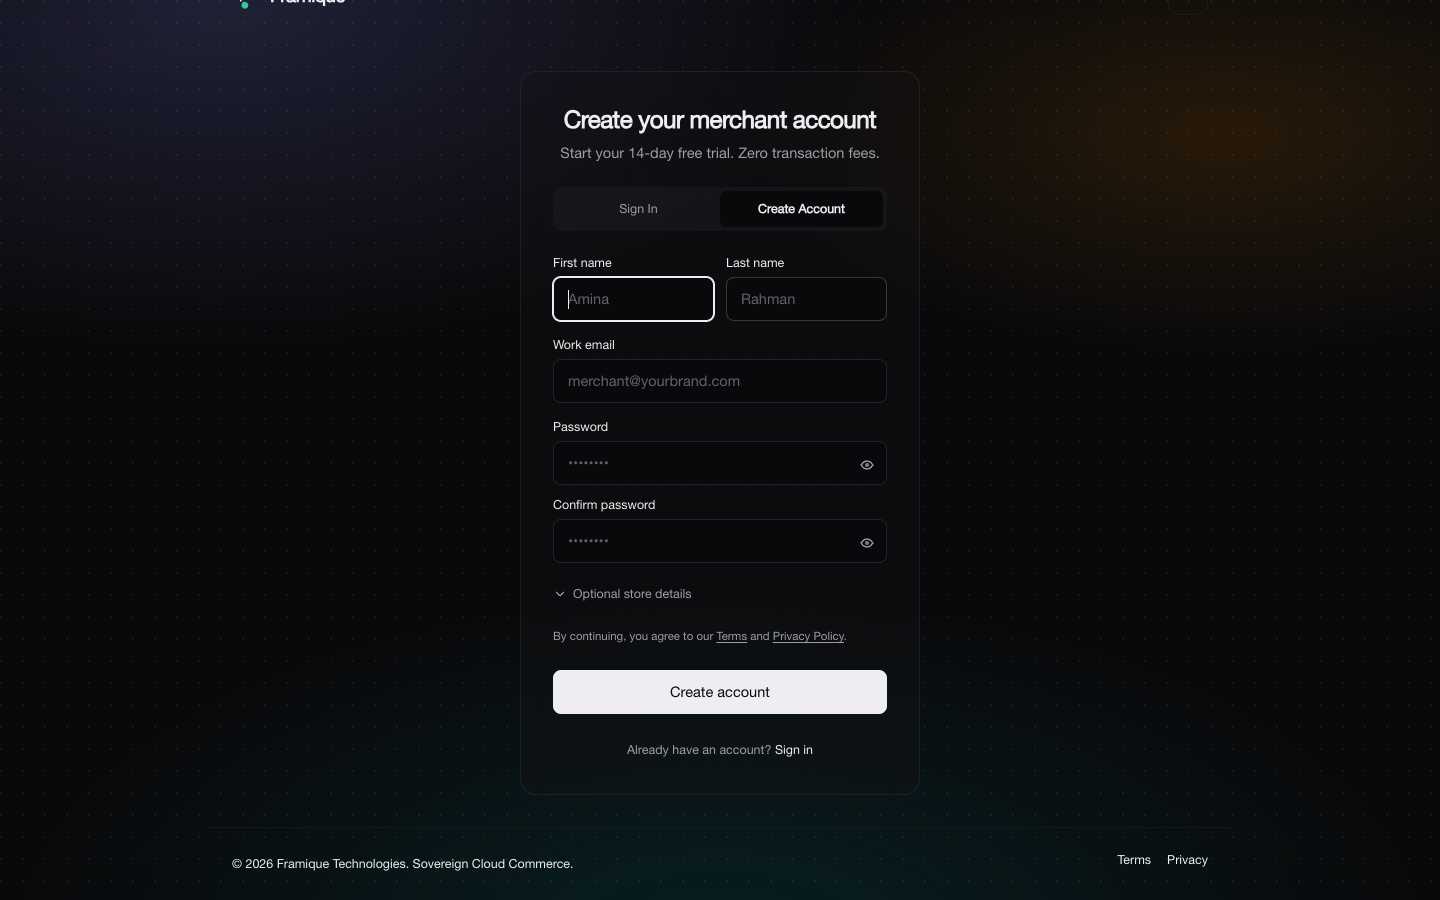 Framique
Create your merchant account
Start your 14-day free trial. Zero transaction fees.
Sign In
Create Account
First name
Last name
Amina
Rahman
Work email
merchant@yourbrand.com
Password
••••••••
Confirm password
••••••••
Optional store details
By continuing, you agree to our Terms and Privacy Policy.
Create account
Already have an account? Sign in
© 2026 Framique Technologies. Sovereign Cloud Commerce.
Terms
Privacy